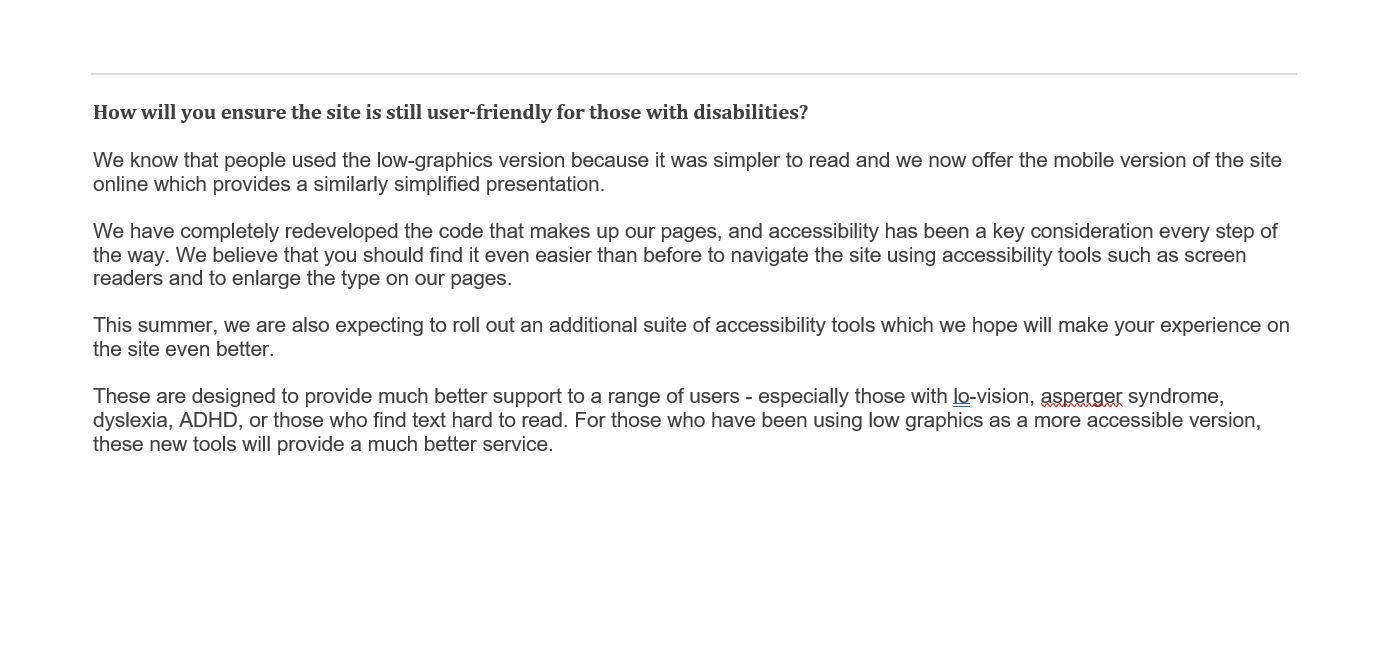 How will you ensure the site is still user-friendly for those with disabilities?
We know that people used the low-graphics version because it was simpler to read and we now offer the mobile version of the site
online which provides a similarly simplified presentation.
We have completely redeveloped the code that makes up our pages, and accessibility has been a key consideration every step of
the way. We believe that you should find it even easier than before to navigate the site using accessibility tools such as screen
readers and to enlarge the type on our pages.
This summer, we are also expecting to roll out an additional suite of accessibility tools which we hope will make your experience on
the site even better.
These are designed to provide much better support to a range of users - especially those with lo-vision, asperger syndrome,
dyslexia, ADHD, or those who find text hard to read. For those who have been using low graphics as a more accessible version,
these new tools will provide a much better service.